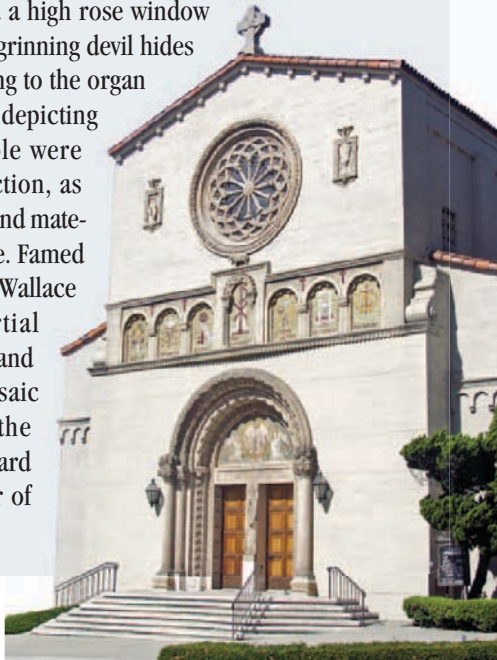 a high rose window
grinning devil hides
ng to the organ
depicting
le were
ction, as
nd mate-
e. Famed
Wallace
rtial
and
saic
the
ard
r of